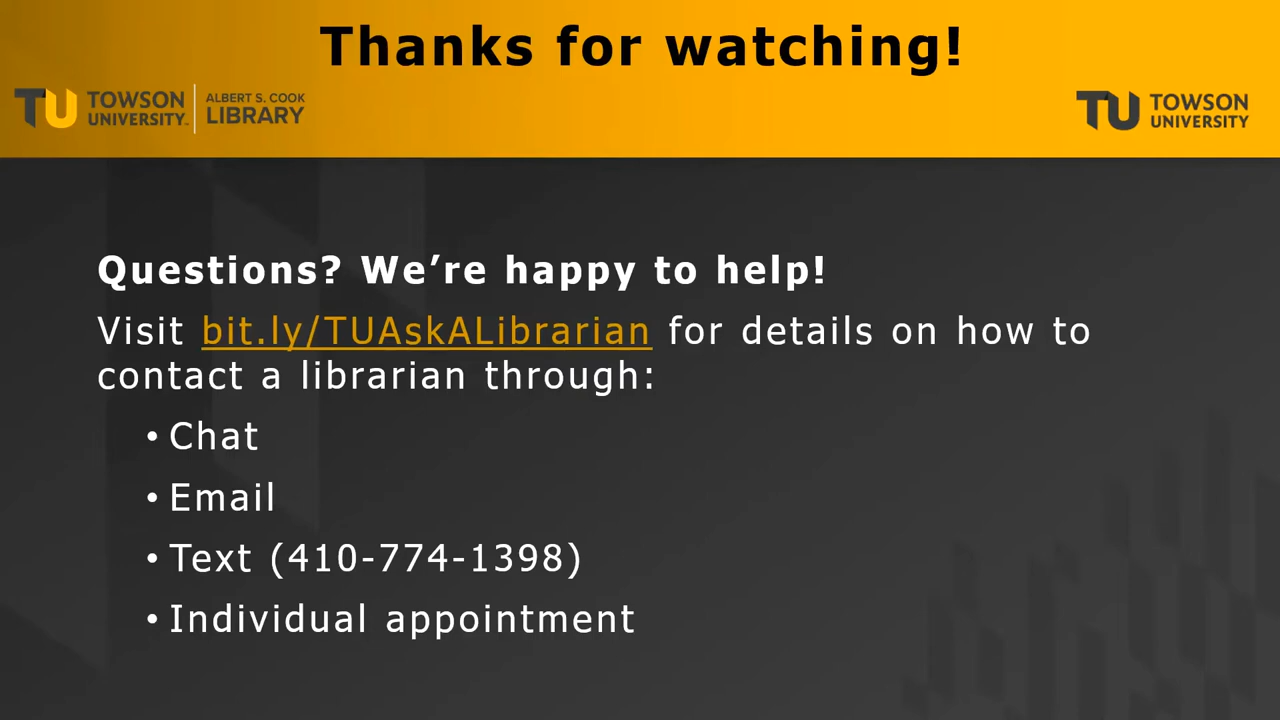 Thanks for watching!
TU TOWSON UNIVERSITY™ | ALBERT S. COOK LIBRARY
TU TOWSON UNIVERSITY
Questions? We’re happy to help!
Visit bit.ly/TUAskALibrarian for details on how to
contact a librarian through:
• Chat
• Email
• Text (410-774-1398)
• Individual appointment